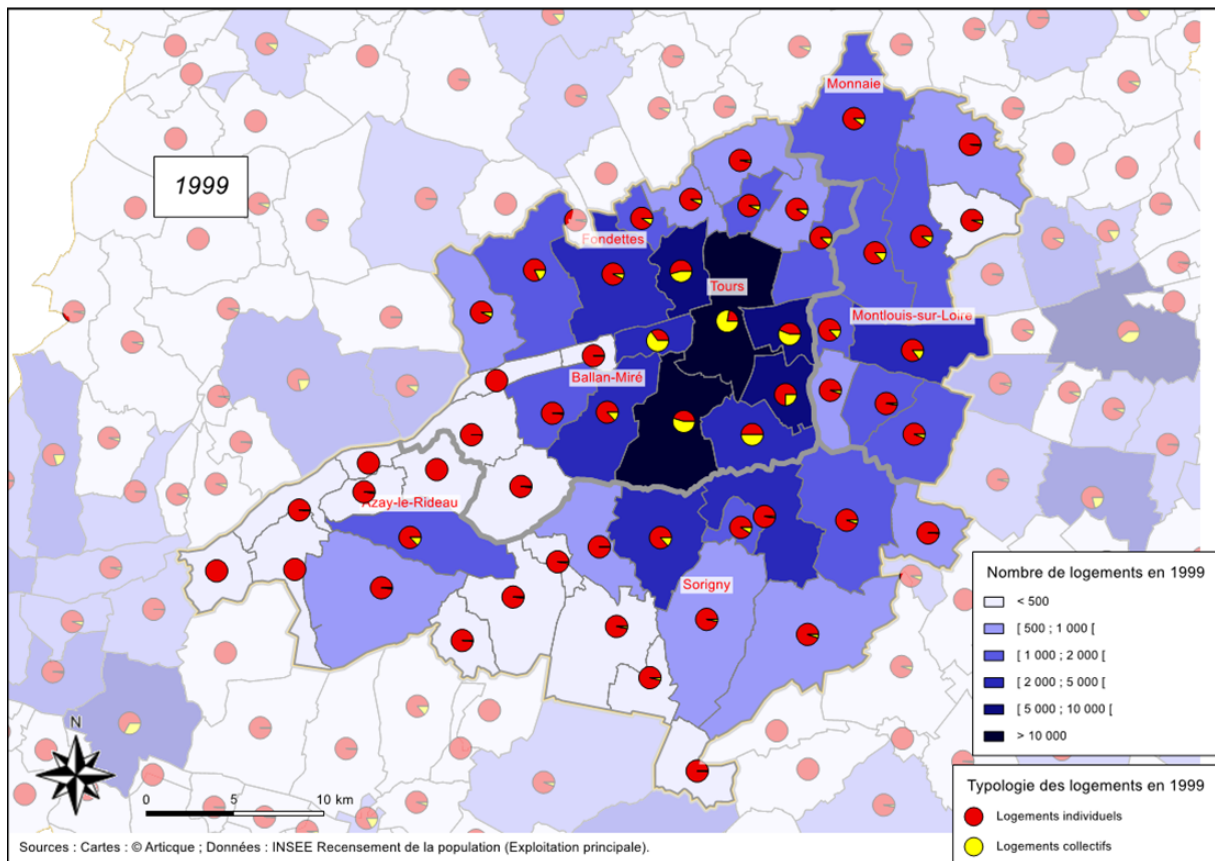 1999
Monnaie
Fondettes
Tours
Montlouis-sur-Loire
Ballan-Miré
Azay-le-Rideau
Sorigny
Nombre de logements en 1999
< 500
[ 500 ; 1 000 [
[ 1 000 ; 2 000 [
[ 2 000 ; 5 000 [
[ 5 000 ; 10 000 [
> 10 000
N
0 5 10 km
Typologie des logements en 1999
Logements individuels
Logements collectifs
Sources : Cartes : © Articque ; Données : INSEE Recensement de la population (Exploitation principale).